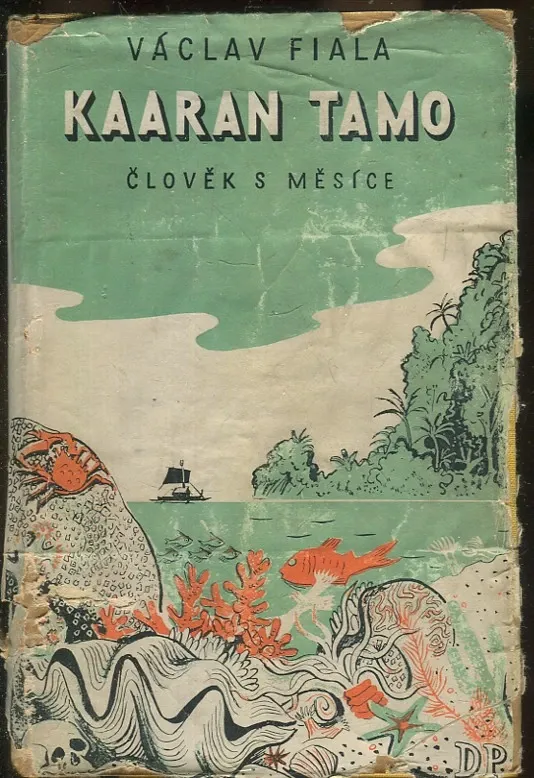 VÁCLAV FIALA
KAARAN TAMO
ČLOVĚK S MĚSÍCE
DP